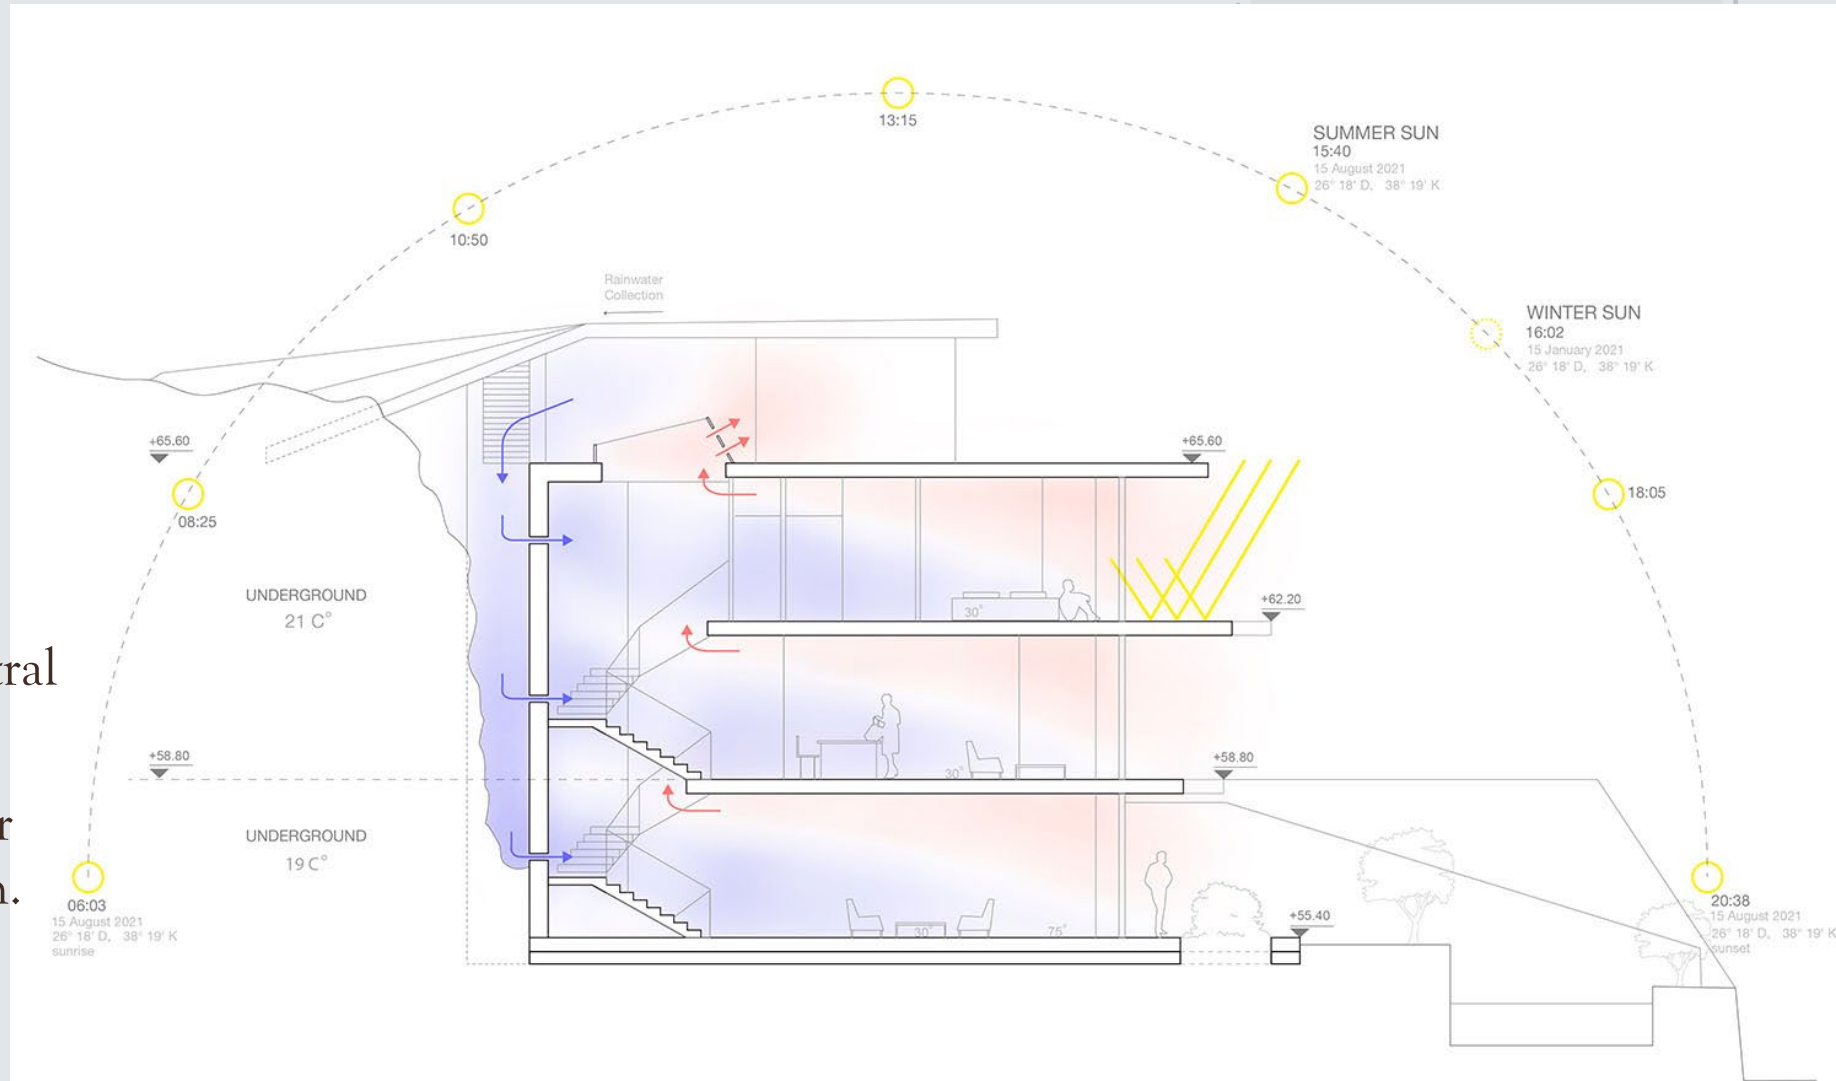 13:15
SUMMER SUN
15:40
15 August 2021
26° 18' D,   38° 19' K
10:50
Rainwater
Collection
WINTER SUN
16:02
15 January 2021
26° 18' D,   38° 19' K
+65.60
+65.60
08:25
18:05
UNDERGROUND
21 C°
30°
+62.20
tral
+58.80
30°
+58.80
r
UNDERGROUND
19 C°
n.
06:03
15 August 2021
26° 18' D,   38° 19' K
sunrise
30°
75°
+55.40
20:38
15 August 2021
26° 18' D,   38° 19' K
sunset